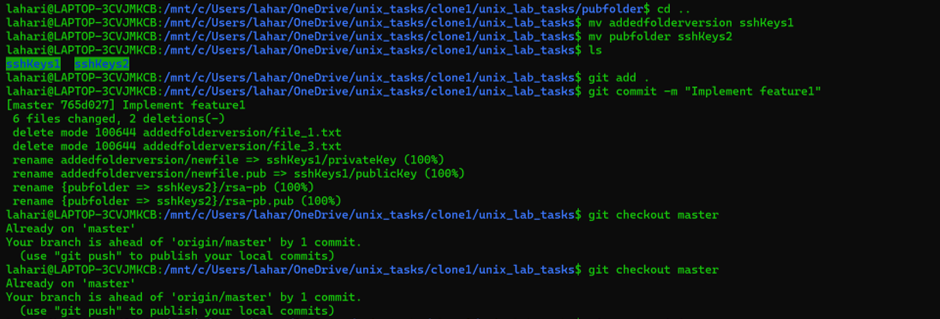 lahari@LAPTOP-3CVJMKCB:/mnt/c/Users/lahar/OneDrive/unix_tasks/clone1/unix_lab_tasks/pubfolder$ cd ..
lahari@LAPTOP-3CVJMKCB:/mnt/c/Users/lahar/OneDrive/unix_tasks/clone1/unix_lab_tasks$ mv addedfolderversion sshKeys1
lahari@LAPTOP-3CVJMKCB:/mnt/c/Users/lahar/OneDrive/unix_tasks/clone1/unix_lab_tasks$ mv pubfolder sshKeys2
lahari@LAPTOP-3CVJMKCB:/mnt/c/Users/lahar/OneDrive/unix_tasks/clone1/unix_lab_tasks$ ls
sshKeys1  sshKeys2
lahari@LAPTOP-3CVJMKCB:/mnt/c/Users/lahar/OneDrive/unix_tasks/clone1/unix_lab_tasks$ git add .
lahari@LAPTOP-3CVJMKCB:/mnt/c/Users/lahar/OneDrive/unix_tasks/clone1/unix_lab_tasks$ git commit -m "Implement feature1"
[master 765d027] Implement feature1
 6 files changed, 2 deletions(-)
 delete mode 100644 addedfolderversion/file_1.txt
 delete mode 100644 addedfolderversion/file_3.txt
 rename addedfolderversion/newfile => sshKeys1/privateKey (100%)
 rename addedfolderversion/newfile.pub => sshKeys1/publicKey (100%)
 rename {pubfolder => sshKeys2}/rsa-pb (100%)
 rename {pubfolder => sshKeys2}/rsa-pb.pub (100%)
lahari@LAPTOP-3CVJMKCB:/mnt/c/Users/lahar/OneDrive/unix_tasks/clone1/unix_lab_tasks$ git checkout master
Already on 'master'
Your branch is ahead of 'origin/master' by 1 commit.
  (use "git push" to publish your local commits)
lahari@LAPTOP-3CVJMKCB:/mnt/c/Users/lahar/OneDrive/unix_tasks/clone1/unix_lab_tasks$ git checkout master
Already on 'master'
Your branch is ahead of 'origin/master' by 1 commit.
  (use "git push" to publish your local commits)